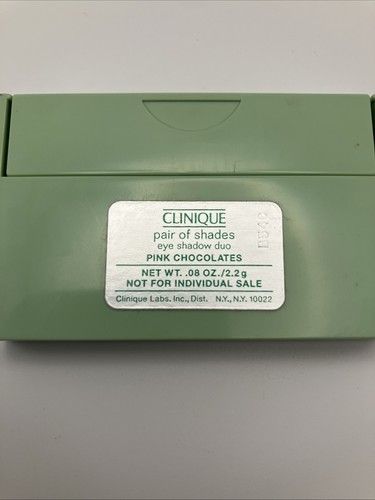 CLINIQUE
pair of shades
eye shadow duo
PINK CHOCOLATES
NET WT. .08 OZ./2.2g
NOT FOR INDIVIDUAL SALE
Clinique Labs. Inc., Dist. N.Y., N.Y. 10022